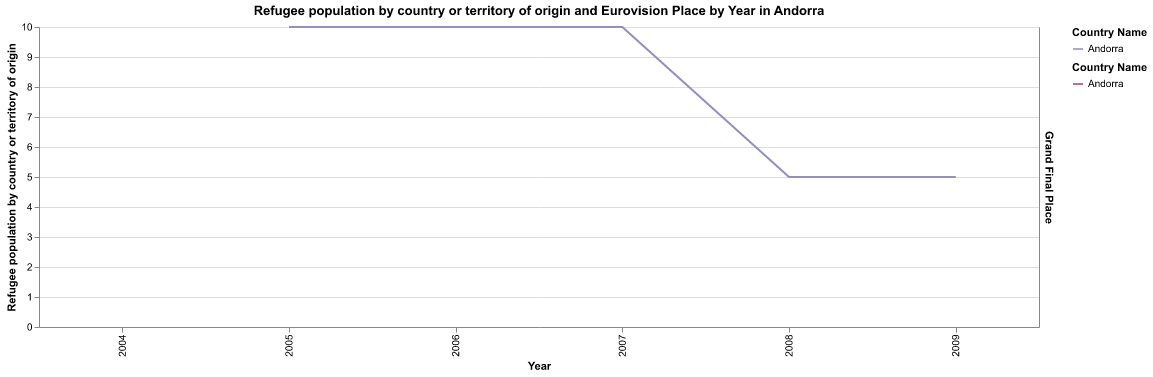 Refugee population by country or territory of origin and Eurovision Place by Year in Andorra
Refugee population by country or territory of origin
10
9
8
7
6
5
4
3
2
1
0
2004
2005
2006
2007
2008
2009
Year
Grand Final Place
Country Name
Andorra
Country Name
Andorra